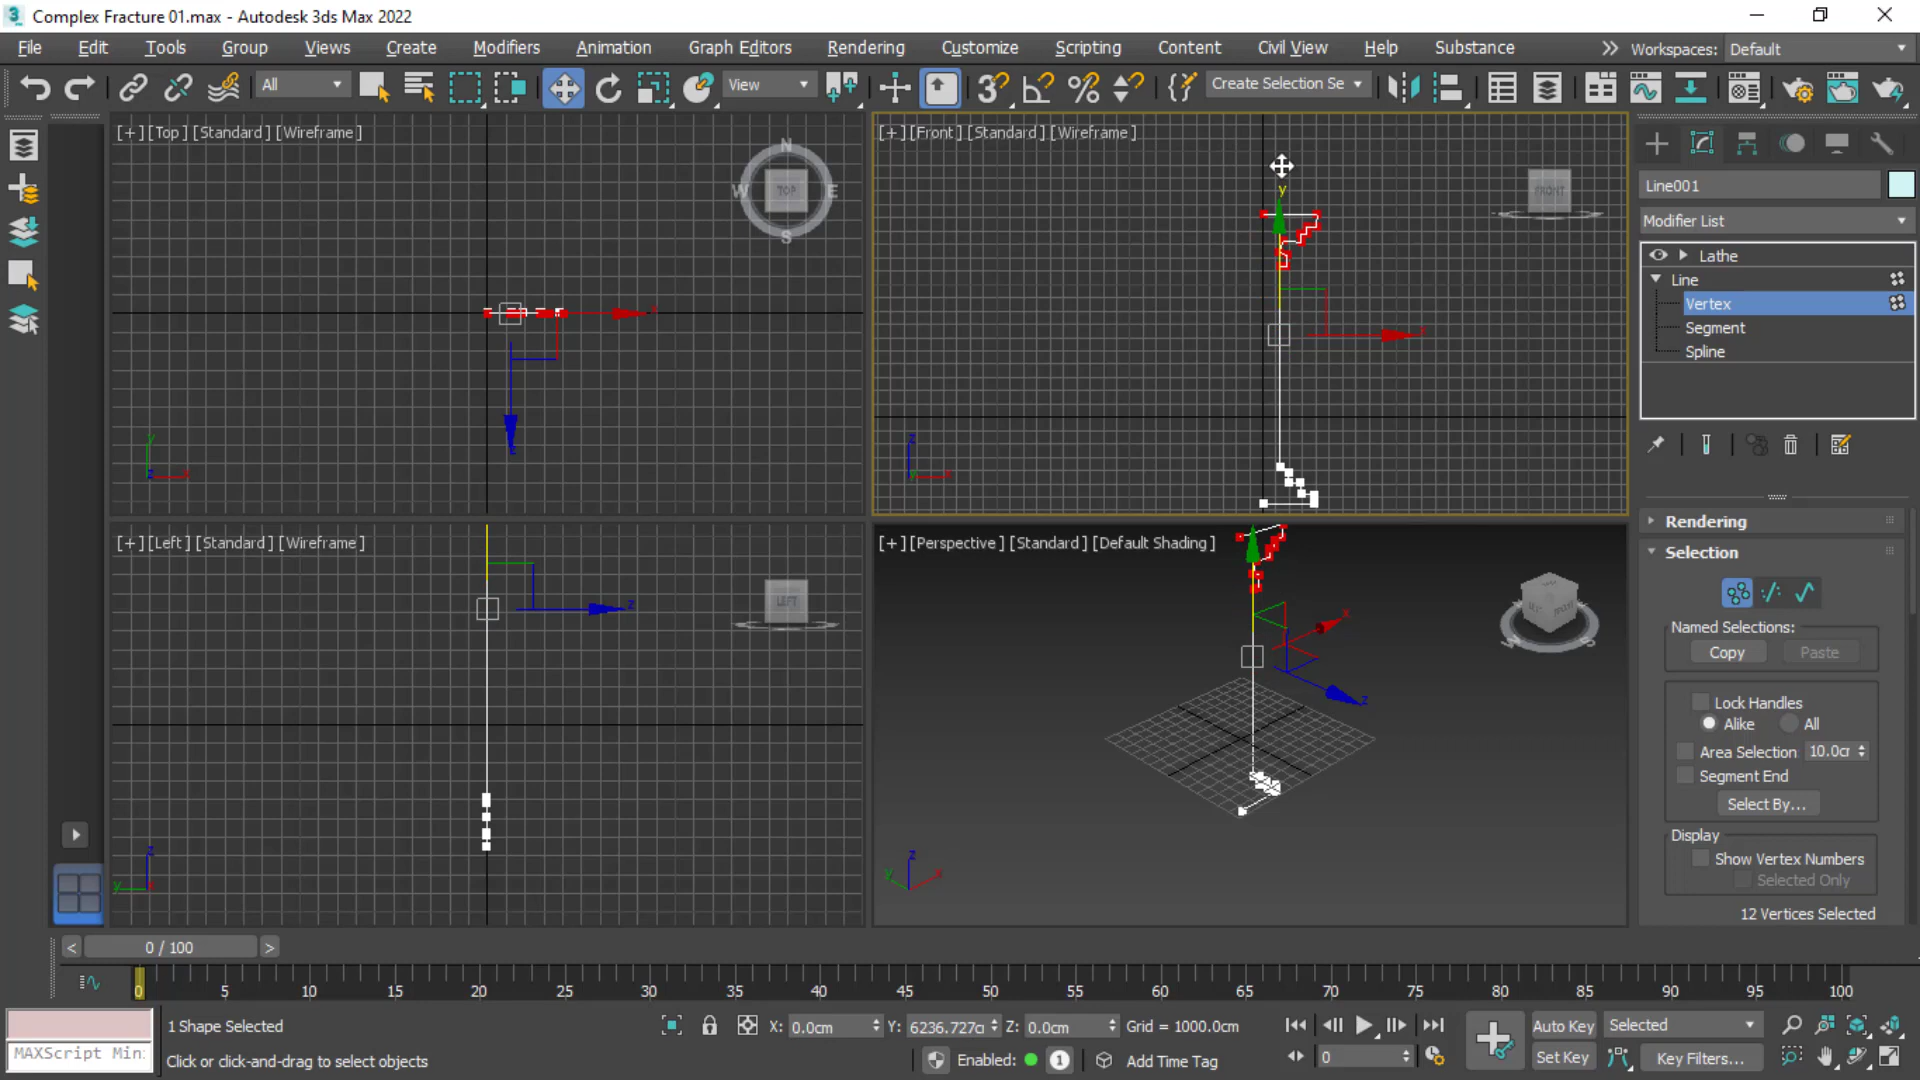 Complex Fracture 01.max - Autodesk 3ds Max 2022
File Edit Tools Group Views Create Modifiers Animation Graph Editors Rendering Customize Scripting Content Civil View Help Substance Workspaces: Default
All View Create Selection Se
[+] [Top] [Standard] [Wireframe]
[+] [Front] [Standard] [Wireframe]
N
W TOP E
S
FRONT
y
x
z
y
z x
z
y x
Line001
Modifier List
Lathe
Line
Vertex
Segment
Spline
[+] [Left] [Standard] [Wireframe]
[+] [Perspective] [Standard] [Default Shading]
LEFT
z
x
z
z
y x
z
y x
Rendering
Selection
Named Selections:
Copy Paste
Lock Handles
Alike All
Area Selection 10.0cr
Segment End
Select By...
Display
Show Vertex Numbers
Selected Only
12 Vertices Selected
< 0 / 100 >
0 5 10 15 20 25 30 35 40 45 50 55 60 65 70 75 80 85 90 95 100
1 Shape Selected X: 0.0cm Y: 6236.727c Z: 0.0cm Grid = 1000.0cm Auto Key Selected
MAXScript Min: Click or click-and-drag to select objects Enabled: 1 Add Time Tag 0 Set Key Key Filters...